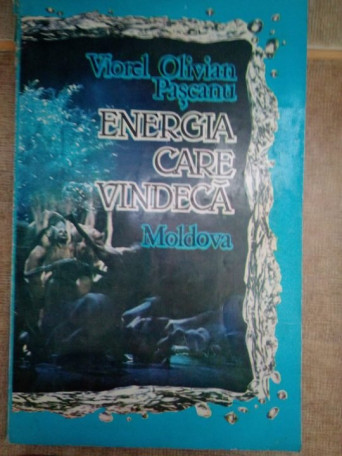 Viorel Olivian
Pașcanu
ENERGIA
CARE
VINDECĂ
Moldova